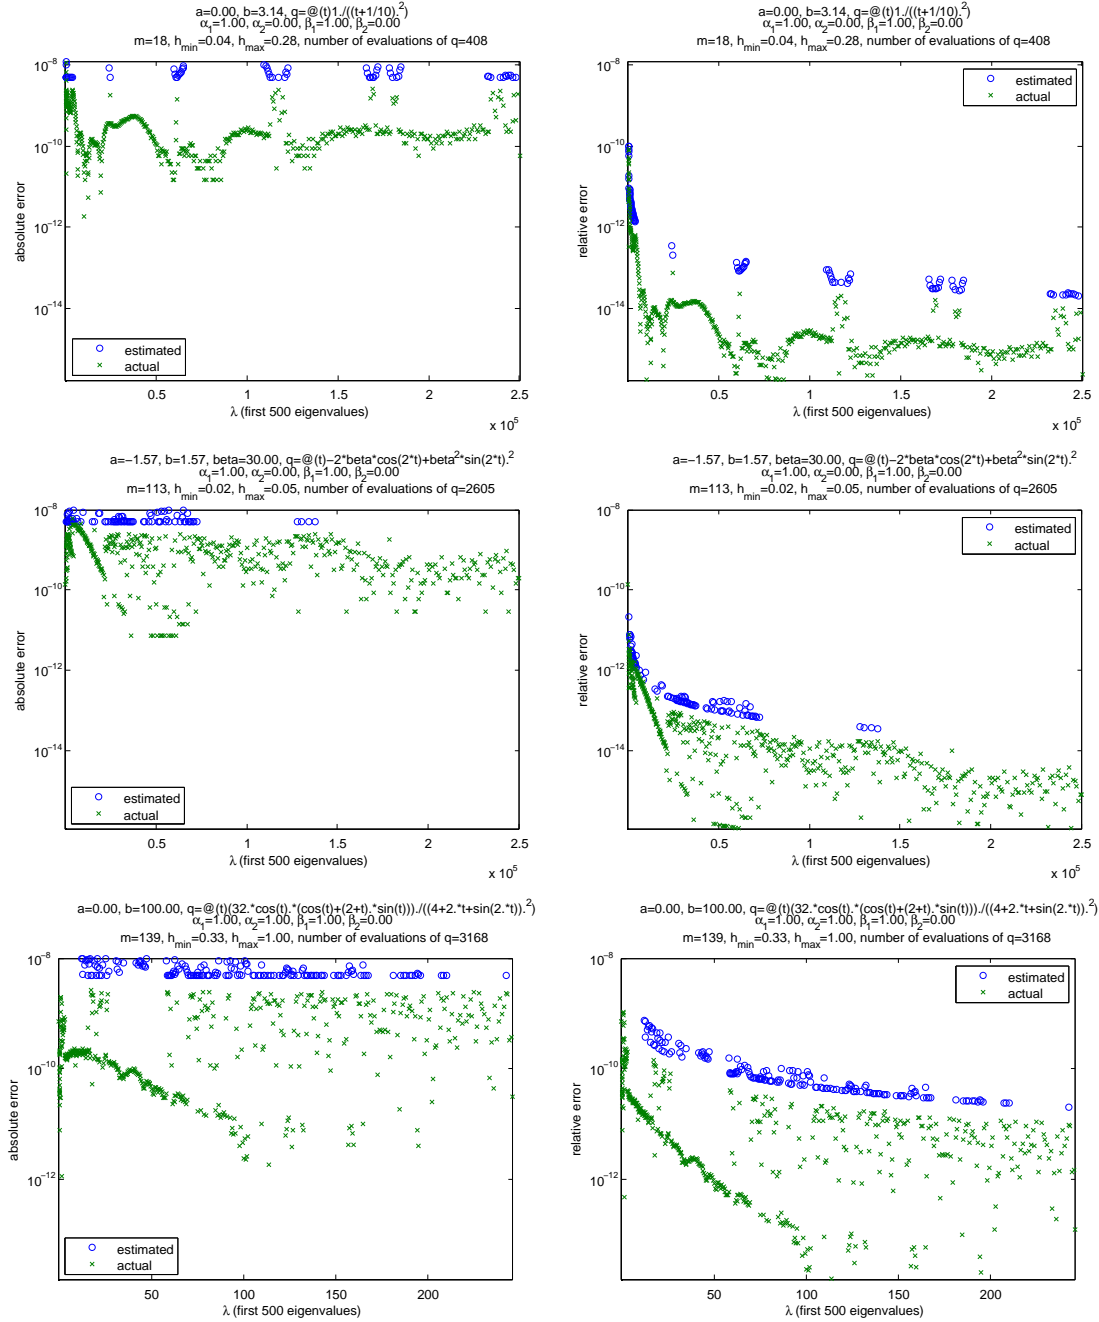 a=0.00, b=3.14, q=@(t)1./((t+1/10).²)
α₁=1.00, α₂=0.00, β₁=1.00, β₂=0.00
m=18, h_min=0.04, h_max=0.28, number of evaluations of q=408
10⁻⁸
10⁻¹⁰
10⁻¹²
10⁻¹⁴
absolute error
estimated
actual
0.5 1 1.5 2 2.5
λ (first 500 eigenvalues)
x 10⁵
a=0.00, b=3.14, q=@(t)1./((t+1/10).²)
α₁=1.00, α₂=0.00, β₁=1.00, β₂=0.00
m=18, h_min=0.04, h_max=0.28, number of evaluations of q=408
10⁻⁸
10⁻¹⁰
10⁻¹²
10⁻¹⁴
relative error
estimated
actual
0.5 1 1.5 2 2.5
λ (first 500 eigenvalues)
x 10⁵
a=−1.57, b=1.57, beta=30.00, q=@(t)−2*beta*cos(2*t)+beta²*sin(2*t).²
α₁=1.00, α₂=0.00, β₁=1.00, β₂=0.00
m=113, h_min=0.02, h_max=0.05, number of evaluations of q=2605
10⁻⁸
10⁻¹⁰
10⁻¹²
10⁻¹⁴
absolute error
estimated
actual
0.5 1 1.5 2 2.5
λ (first 500 eigenvalues)
x 10⁵
a=−1.57, b=1.57, beta=30.00, q=@(t)−2*beta*cos(2*t)+beta²*sin(2*t).²
α₁=1.00, α₂=0.00, β₁=1.00, β₂=0.00
m=113, h_min=0.02, h_max=0.05, number of evaluations of q=2605
10⁻⁸
10⁻¹⁰
10⁻¹²
10⁻¹⁴
relative error
estimated
actual
0.5 1 1.5 2 2.5
λ (first 500 eigenvalues)
x 10⁵
a=0.00, b=100.00, q=@(t)(32.*cos(t).*(cos(t)+(2+t).*sin(t)))./((4+2.*t+sin(2.*t)).²)
α₁=1.00, α₂=1.00, β₁=1.00, β₂=0.00
m=139, h_min=0.33, h_max=1.00, number of evaluations of q=3168
10⁻⁸
10⁻¹⁰
10⁻¹²
absolute error
estimated
actual
50 100 150 200
λ (first 500 eigenvalues)
a=0.00, b=100.00, q=@(t)(32.*cos(t).*(cos(t)+(2+t).*sin(t)))./((4+2.*t+sin(2.*t)).²)
α₁=1.00, α₂=1.00, β₁=1.00, β₂=0.00
m=139, h_min=0.33, h_max=1.00, number of evaluations of q=3168
10⁻⁸
10⁻¹⁰
10⁻¹²
relative error
estimated
actual
50 100 150 200
λ (first 500 eigenvalues)